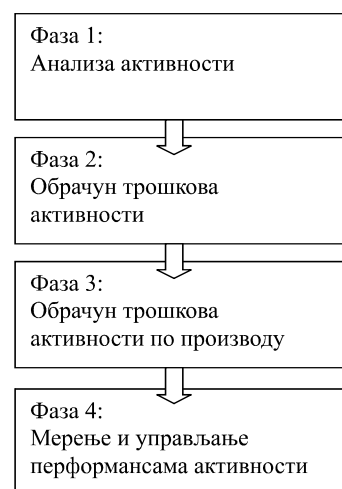 Фаза 1:
Анализа активности
Фаза 2:
Обрачун трошкова
активности
Фаза 3:
Обрачун трошкова
активности по производу
Фаза 4:
Мерење и управљање
перформансама активности